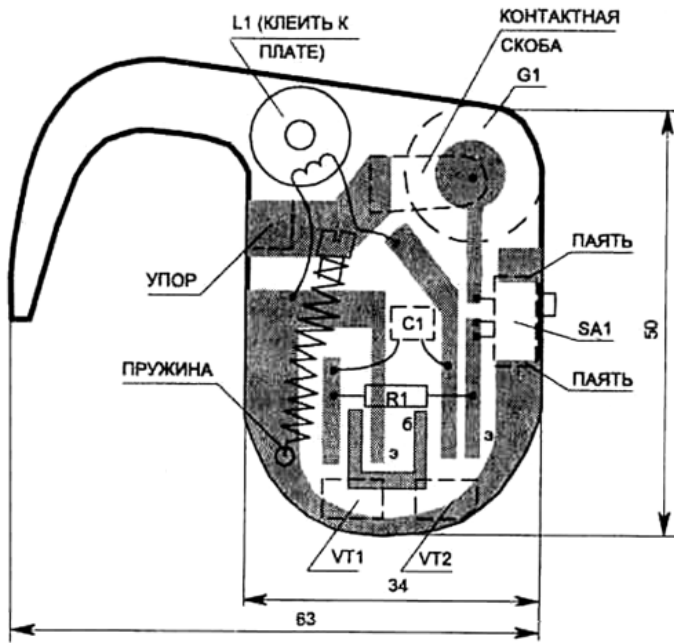 L1 (КЛЕИТЬ К
ПЛАТЕ)
КОНТАКТНАЯ
СКОБА
G1
УПОР
ПАЯТЬ
C1
SA1
50
ПРУЖИНА
ПАЯТЬ
R1
б
э
э
VT1
VT2
34
63